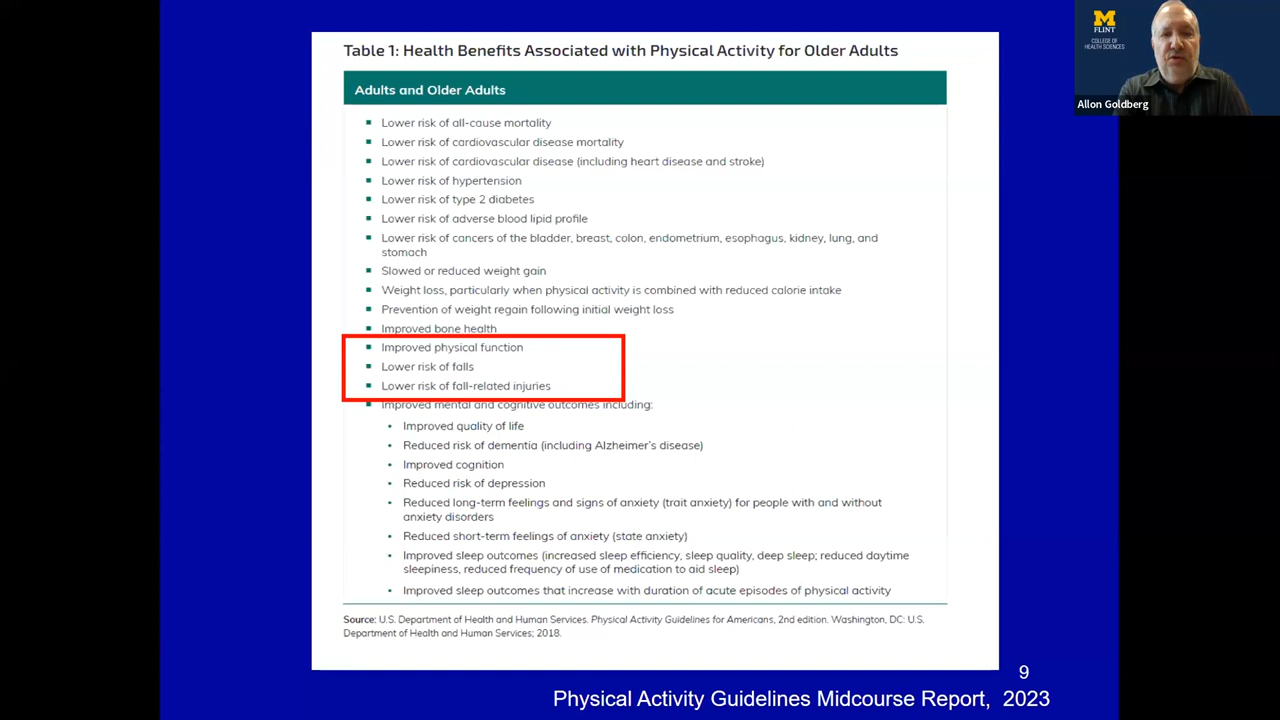 Table 1: Health Benefits Associated with Physical Activity for Older Adults
Adults and Older Adults
Lower risk of all-cause mortality
Lower risk of cardiovascular disease mortality
Lower risk of cardiovascular disease (including heart disease and stroke)
Lower risk of hypertension
Lower risk of type 2 diabetes
Lower risk of adverse blood lipid profile
Lower risk of cancers of the bladder, breast, colon, endometrium, esophagus, kidney, lung, and
stomach
Slowed or reduced weight gain
Weight loss, particularly when physical activity is combined with reduced calorie intake
Prevention of weight regain following initial weight loss
Improved bone health
Improved physical function
Lower risk of falls
Lower risk of fall-related injuries
Improved mental and cognitive outcomes including:
Improved quality of life
Reduced risk of dementia (including Alzheimer's disease)
Improved cognition
Reduced risk of depression
Reduced long-term feelings and signs of anxiety (trait anxiety) for people with and without
anxiety disorders
Reduced short-term feelings of anxiety (state anxiety)
Improved sleep outcomes (increased sleep efficiency, sleep quality, deep sleep; reduced daytime
sleepiness, reduced frequency of use of medication to aid sleep)
Improved sleep outcomes that increase with duration of acute episodes of physical activity
Source: U.S. Department of Health and Human Services. Physical Activity Guidelines for Americans, 2nd edition. Washington, DC: U.S.
Department of Health and Human Services; 2018.
9
Physical Activity Guidelines Midcourse Report, 2023
M
FLINT
COLLEGE OF
HEALTH SCIENCES
Allon Goldberg